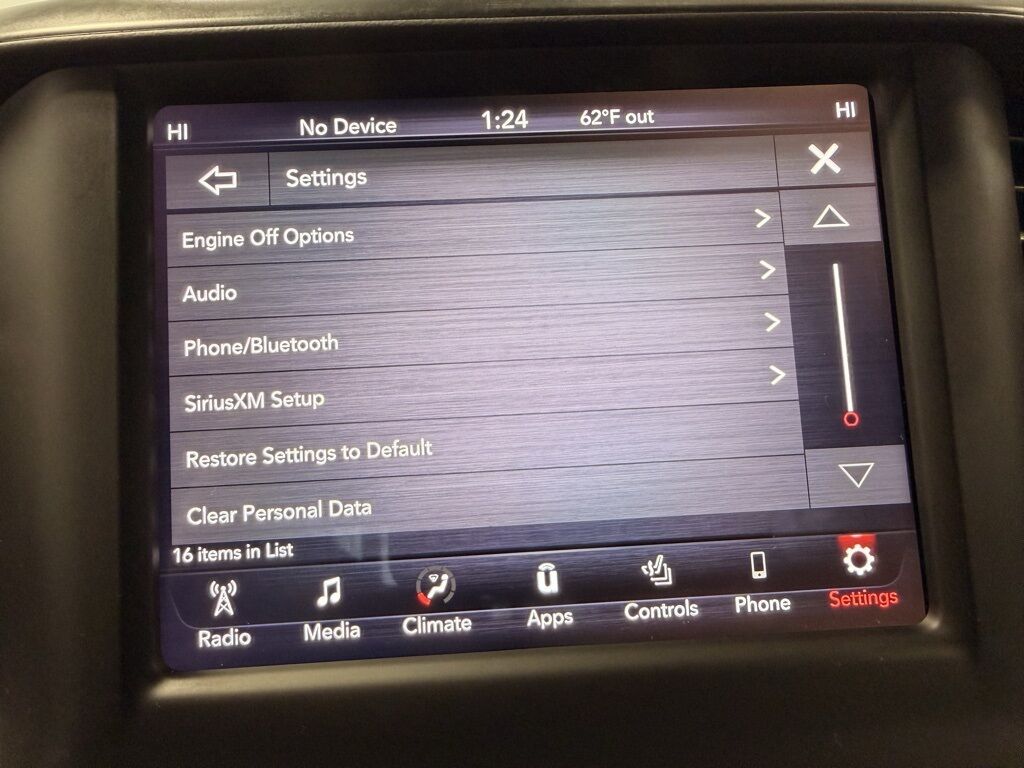 HI No Device 1:24 62°F out HI
Settings
Engine Off Options
Audio
Phone/Bluetooth
SiriusXM Setup
Restore Settings to Default
Clear Personal Data
16 items in List
Radio Media Climate Apps Controls Phone Settings